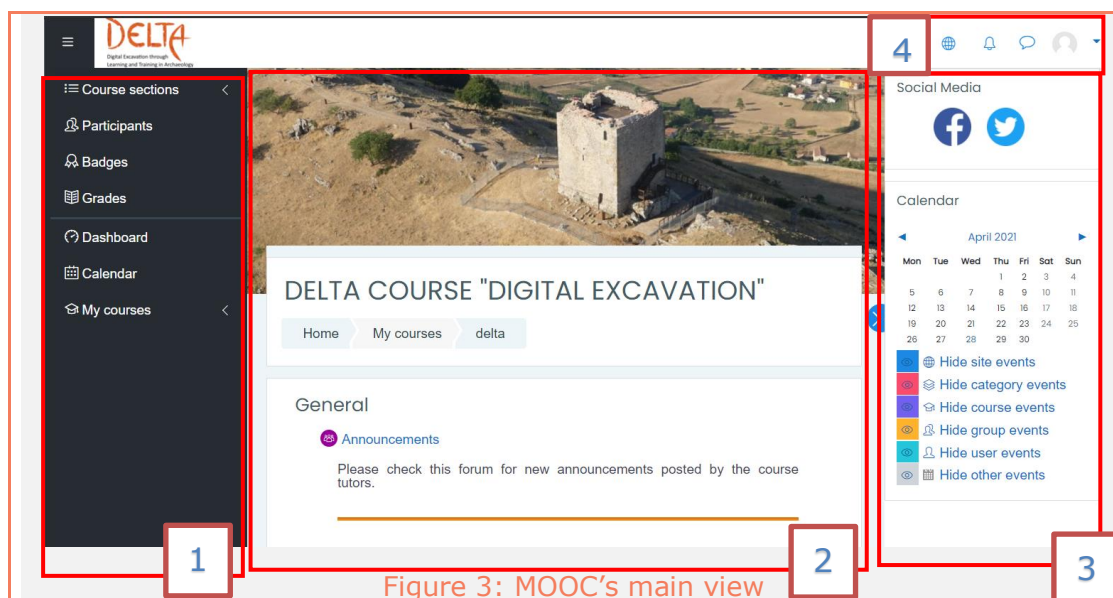 DELTA
Digital Excavation through
Learning and Training in Archaeology
4
Course sections
Participants
Badges
Grades
Dashboard
Calendar
My courses
1
DELTA COURSE "DIGITAL EXCAVATION"
Home My courses delta
General
Announcements
Please check this forum for new announcements posted by the course
tutors.
2
Social Media
Calendar
April 2021
Mon Tue Wed Thu Fri Sat Sun
1 2 3 4
5 6 7 8 9 10 11
12 13 14 15 16 17 18
19 20 21 22 23 24 25
26 27 28 29 30
Hide site events
Hide category events
Hide course events
Hide group events
Hide user events
Hide other events
3
Figure 3: MOOC's main view